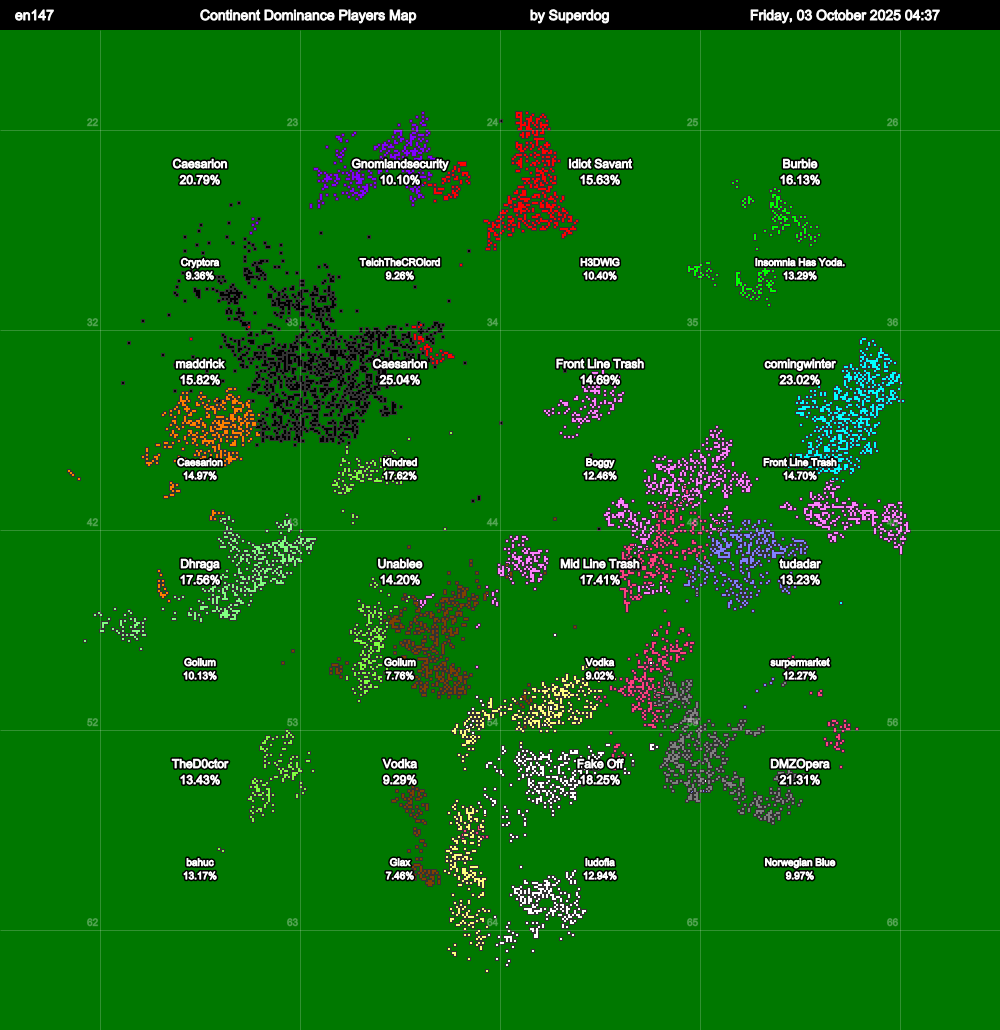 en147 Continent Dominance Players Map by Superdog Friday, 03 October 2025 04:37
22 23 24 25 26
Caesarion Gnomlandsecurity Idiot Savant Burbie
20.79% 10.10% 15.63% 16.13%
Cryptora TeichTheCROlord H3DWIG Insomnia Has Yoda.
9.36% 9.26% 10.40% 13.29%
32 33 34 35 36
maddrick Caesarion Front Line Trash comingwinter
15.82% 25.04% 14.69% 23.02%
Caesarion Kindred Boggy Front Line Trash
14.97% 17.62% 12.46% 14.70%
42 43 44 45 46
Dhraga Unablee Mid Line Trash tudadar
17.56% 14.20% 17.41% 13.23%
Gollum Gollum Vodka surpermarket
10.13% 7.76% 9.02% 12.27%
52 53 54 55 56
TheD0ctor Vodka Fake Off DMZOpera
13.43% 9.29% 18.25% 21.31%
bahuc Glax ludofla Norwegian Blue
13.17% 7.46% 12.94% 9.97%
62 63 64 65 66